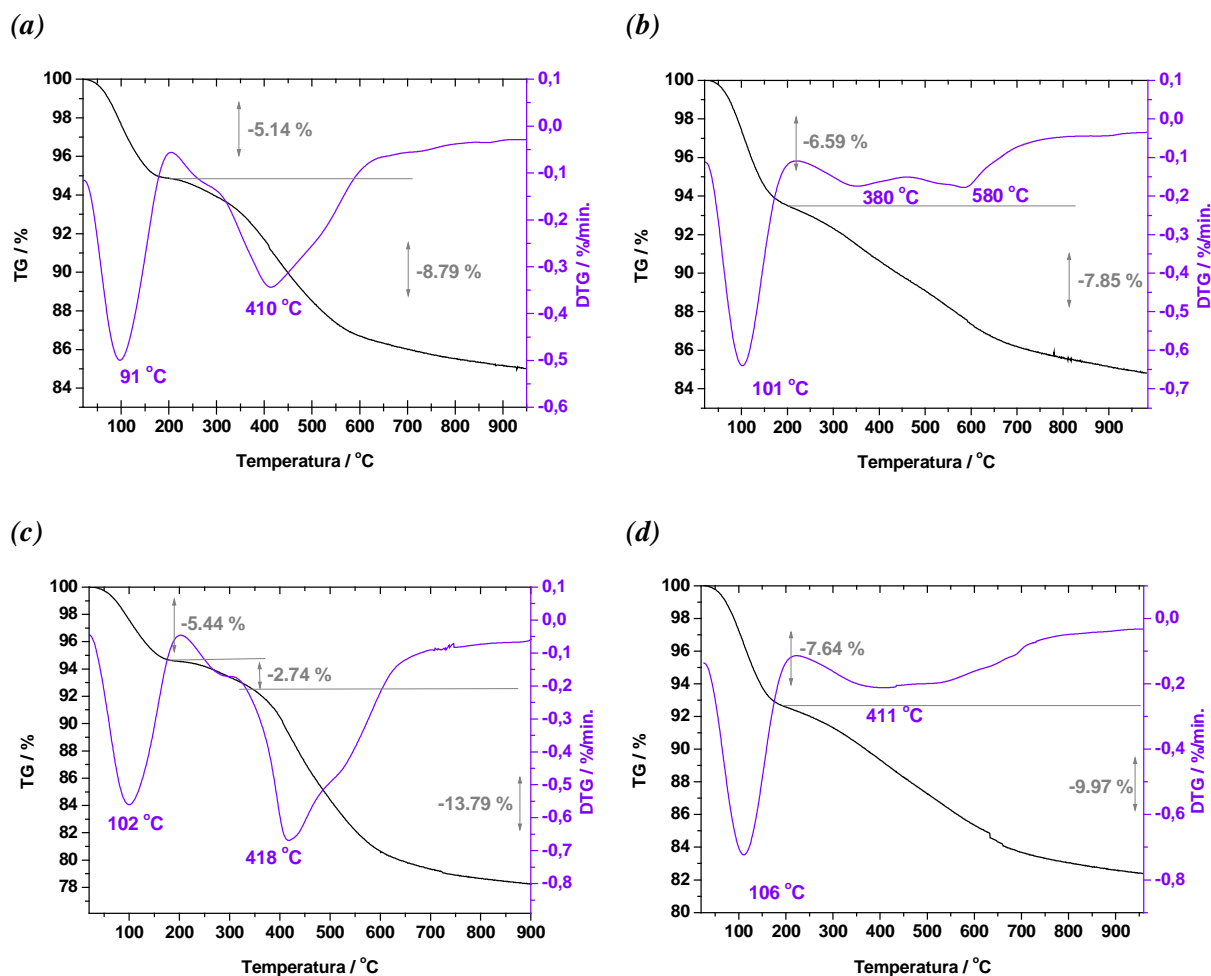 (a)
100
98
96
94
92
90
88
86
84
TG / %
100 200 300 400 500 600 700 800 900
Temperatura / °C
0,1
0,0
-0,1
-0,2
-0,3
-0,4
-0,5
-0,6
DTG / %/min.
-5.14 %
-8.79 %
410 °C
91 °C
(b)
100
98
96
94
92
90
88
86
84
TG / %
100 200 300 400 500 600 700 800 900
Temperatura / °C
0,1
0,0
-0,1
-0,2
-0,3
-0,4
-0,5
-0,6
-0,7
DTG / %/min.
-6.59 %
380 °C
580 °C
-7.85 %
101 °C
(c)
100
98
96
94
92
90
88
86
84
82
80
78
TG / %
100 200 300 400 500 600 700 800 900
Temperatura / °C
0,1
0,0
-0,1
-0,2
-0,3
-0,4
-0,5
-0,6
-0,7
-0,8
DTG / %/min.
-5.44 %
-2.74 %
-13.79 %
102 °C
418 °C
(d)
100
98
96
94
92
90
88
86
84
82
80
TG / %
100 200 300 400 500 600 700 800 900
Temperatura / °C
0,0
-0,2
-0,4
-0,6
-0,8
DTG / %/min.
-7.64 %
411 °C
-9.97 %
106 °C